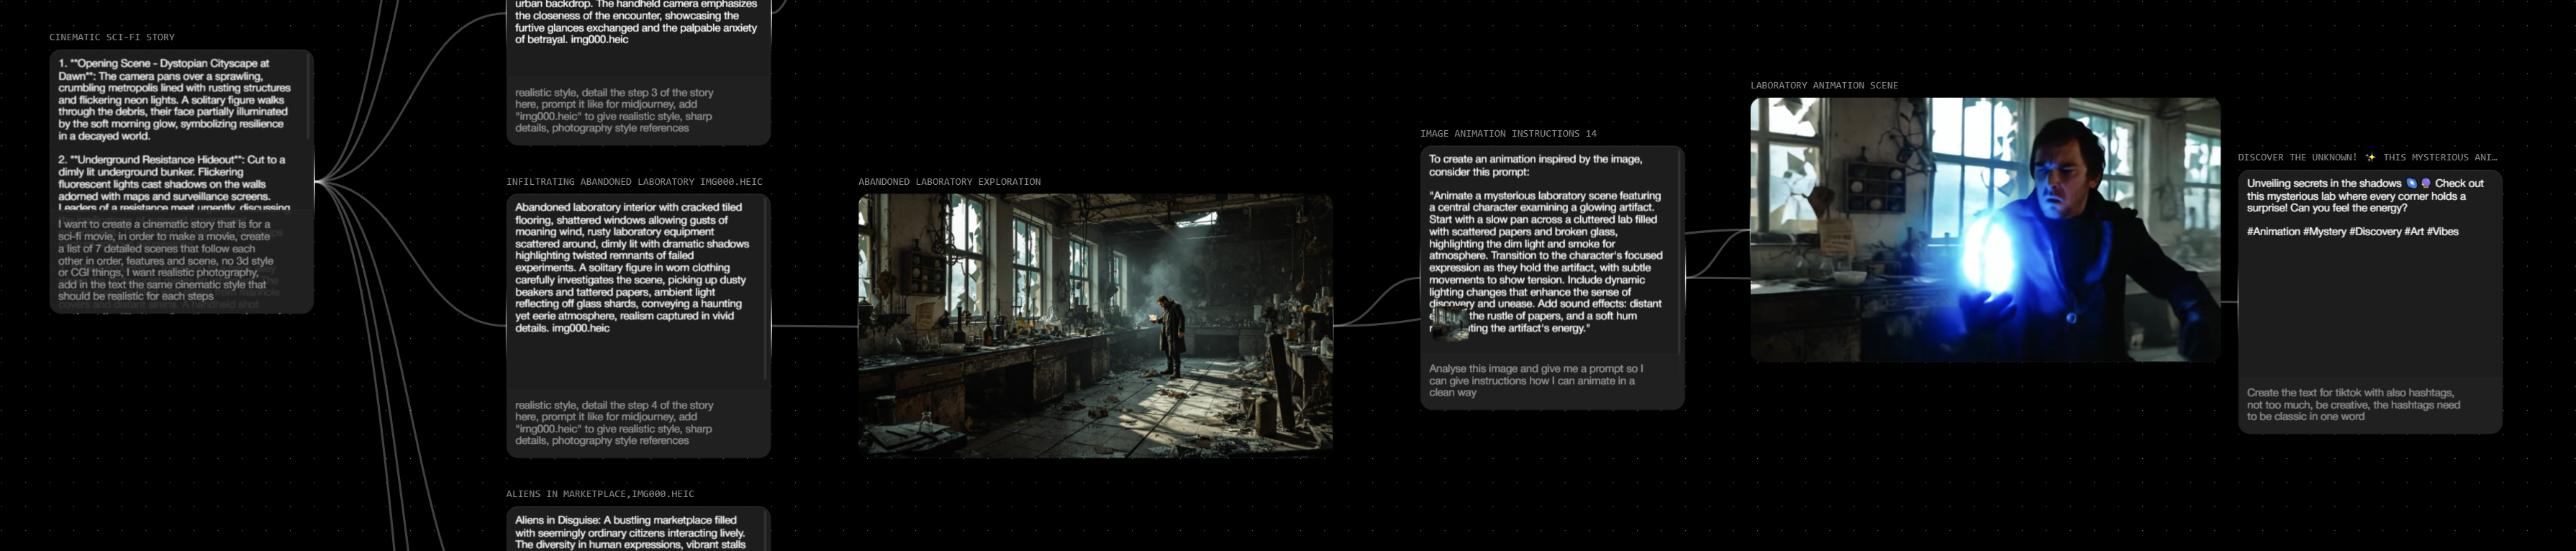 CINEMATIC SCI-FI STORY
1. **Opening Scene - Dystopian Cityscape at
Dawn**: The camera pans over a sprawling,
crumbling metropolis lined with rusting structures
and flickering neon lights. A solitary figure walks
through the debris, their face partially illuminated
by the soft morning glow, symbolizing resilience
in a decayed world.
2. **Underground Resistance Hideout**: Cut to a
dimly lit underground bunker. Flickering
fluorescent lights cast shadows on the walls
adorned with maps and surveillance screens.
Leaders of a resistance meet urgently, discussing
I want to create a cinematic story that is for a
sci-fi movie, in order to make a movie, create
a list of 7 detailed scenes that follow each
other in order, features and scene, no 3d style
or CGI things, I want realistic photography,
add in the text the same cinematic style that
should be realistic for each steps
urban backdrop. The handheld camera emphasizes
the closeness of the encounter, showcasing the
furtive glances exchanged and the palpable anxiety
of betrayal. img000.heic
realistic style, detail the step 3 of the story
here, prompt it like for midjourney, add
"img000.heic" to give realistic style, sharp
details, photography style references
INFILTRATING ABANDONED LABORATORY IMG000.HEIC
Abandoned laboratory interior with cracked tiled
flooring, shattered windows allowing gusts of
moaning wind, rusty laboratory equipment
scattered around, dimly lit with dramatic shadows
highlighting twisted remnants of failed
experiments. A solitary figure in worn clothing
carefully investigates the scene, picking up dusty
beakers and tattered papers, ambient light
reflecting off glass shards, conveying a haunting
yet eerie atmosphere, realism captured in vivid
details. img000.heic
realistic style, detail the step 4 of the story
here, prompt it like for midjourney, add
"img000.heic" to give realistic style, sharp
details, photography style references
ALIENS IN MARKETPLACE,IMG000.HEIC
Aliens in Disguise: A bustling marketplace filled
with seemingly ordinary citizens interacting lively.
The diversity in human expressions, vibrant stalls
ABANDONED LABORATORY EXPLORATION
IMAGE ANIMATION INSTRUCTIONS 14
To create an animation inspired by the image,
consider this prompt:
"Animate a mysterious laboratory scene featuring
a central character examining a glowing artifact.
Start with a slow pan across a cluttered lab filled
with scattered papers and broken glass,
highlighting the dim light and smoke for
atmosphere. Transition to the character's focused
expression as they hold the artifact, with subtle
movements to show tension. Include dynamic
lighting changes that enhance the sense of
discovery and unease. Add sound effects: distant
the rustle of papers, and a soft hum
the artifact's energy."
Analyse this image and give me a prompt so I
can give instructions how I can animate in a
clean way
LABORATORY ANIMATION SCENE
DISCOVER THE UNKNOWN! ✨ THIS MYSTERIOUS ANI…
Unveiling secrets in the shadows 🌌 🔮 Check out
this mysterious lab where every corner holds a
surprise! Can you feel the energy?
#Animation #Mystery #Discovery #Art #Vibes
Create the text for tiktok with also hashtags,
not too much, be creative, the hashtags need
to be classic in one word